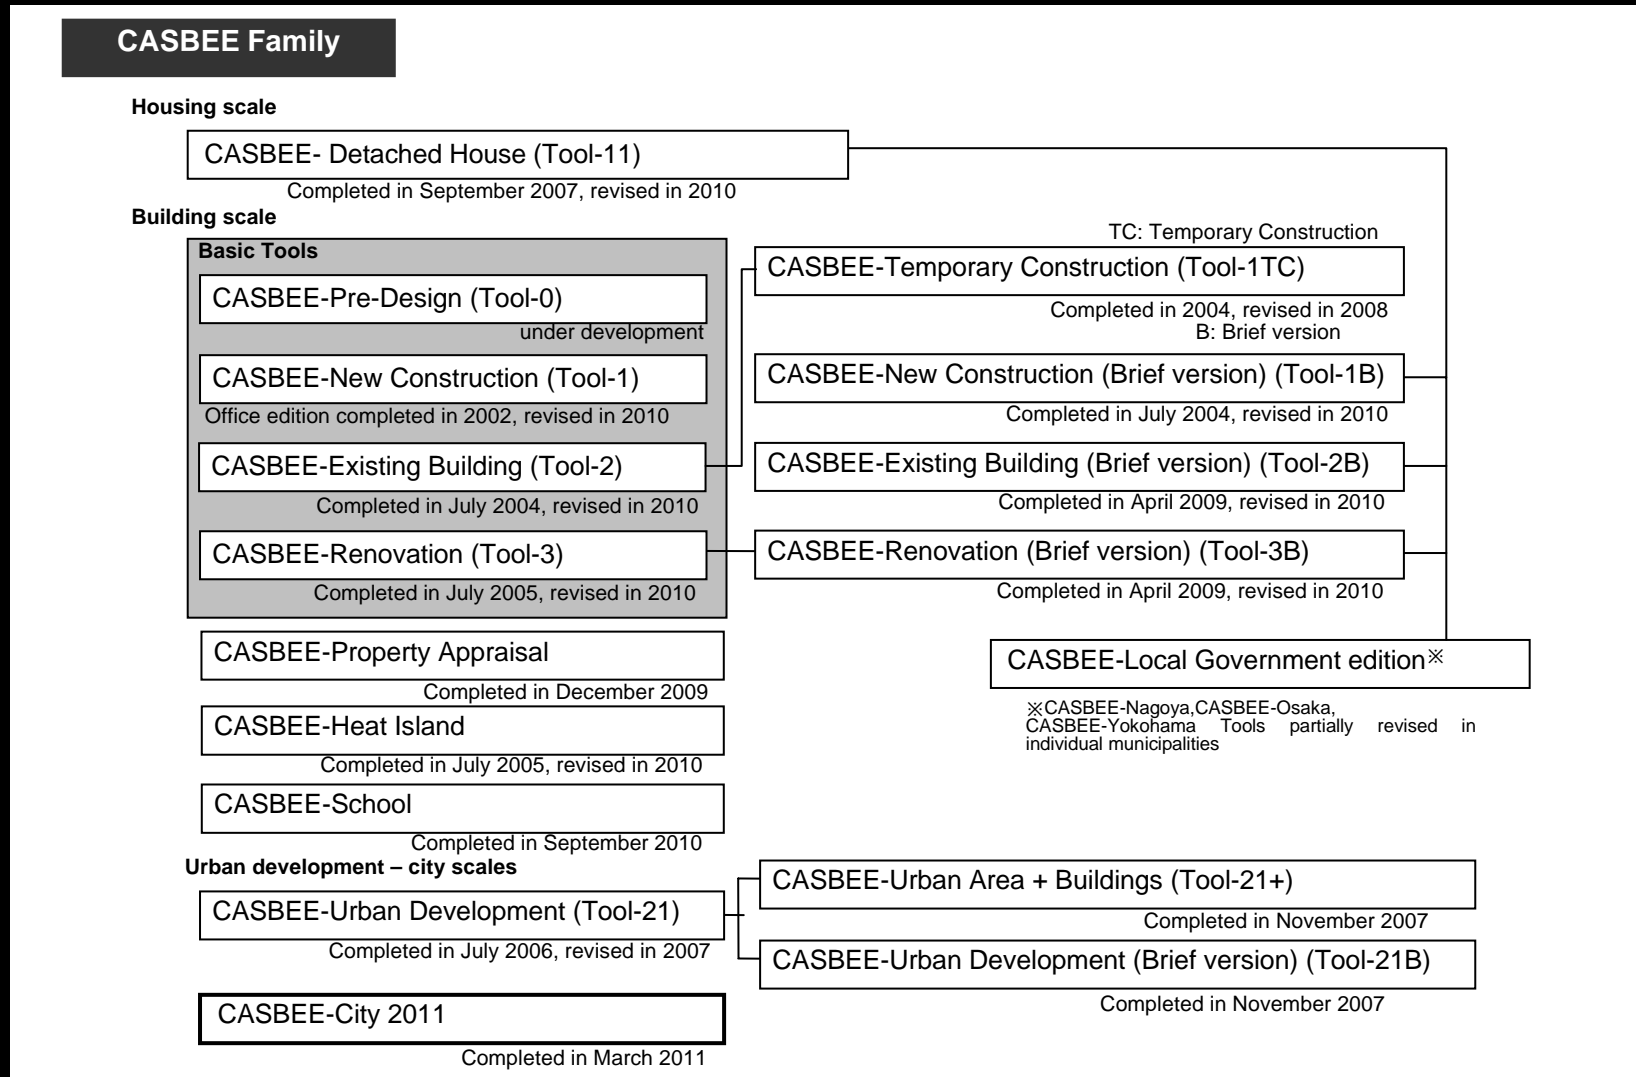 CASBEE Family
Housing scale
CASBEE- Detached House (Tool-11)
Completed in September 2007, revised in 2010
Building scale
Basic Tools
CASBEE-Pre-Design (Tool-0)
under development
CASBEE-New Construction (Tool-1)
Office edition completed in 2002, revised in 2010
CASBEE-Existing Building (Tool-2)
Completed in July 2004, revised in 2010
CASBEE-Renovation (Tool-3)
Completed in July 2005, revised in 2010
TC: Temporary Construction
CASBEE-Temporary Construction (Tool-1TC)
Completed in 2004, revised in 2008
B: Brief version
CASBEE-New Construction (Brief version) (Tool-1B)
Completed in July 2004, revised in 2010
CASBEE-Existing Building (Brief version) (Tool-2B)
Completed in April 2009, revised in 2010
CASBEE-Renovation (Brief version) (Tool-3B)
Completed in April 2009, revised in 2010
CASBEE-Property Appraisal
Completed in December 2009
CASBEE-Heat Island
Completed in July 2005, revised in 2010
CASBEE-School
Completed in September 2010
CASBEE-Local Government edition※
※CASBEE-Nagoya,CASBEE-Osaka,
CASBEE-Yokohama Tools partially revised in
individual municipalities
Urban development – city scales
CASBEE-Urban Development (Tool-21)
Completed in July 2006, revised in 2007
CASBEE-Urban Area + Buildings (Tool-21+)
Completed in November 2007
CASBEE-Urban Development (Brief version) (Tool-21B)
Completed in November 2007
CASBEE-City 2011
Completed in March 2011